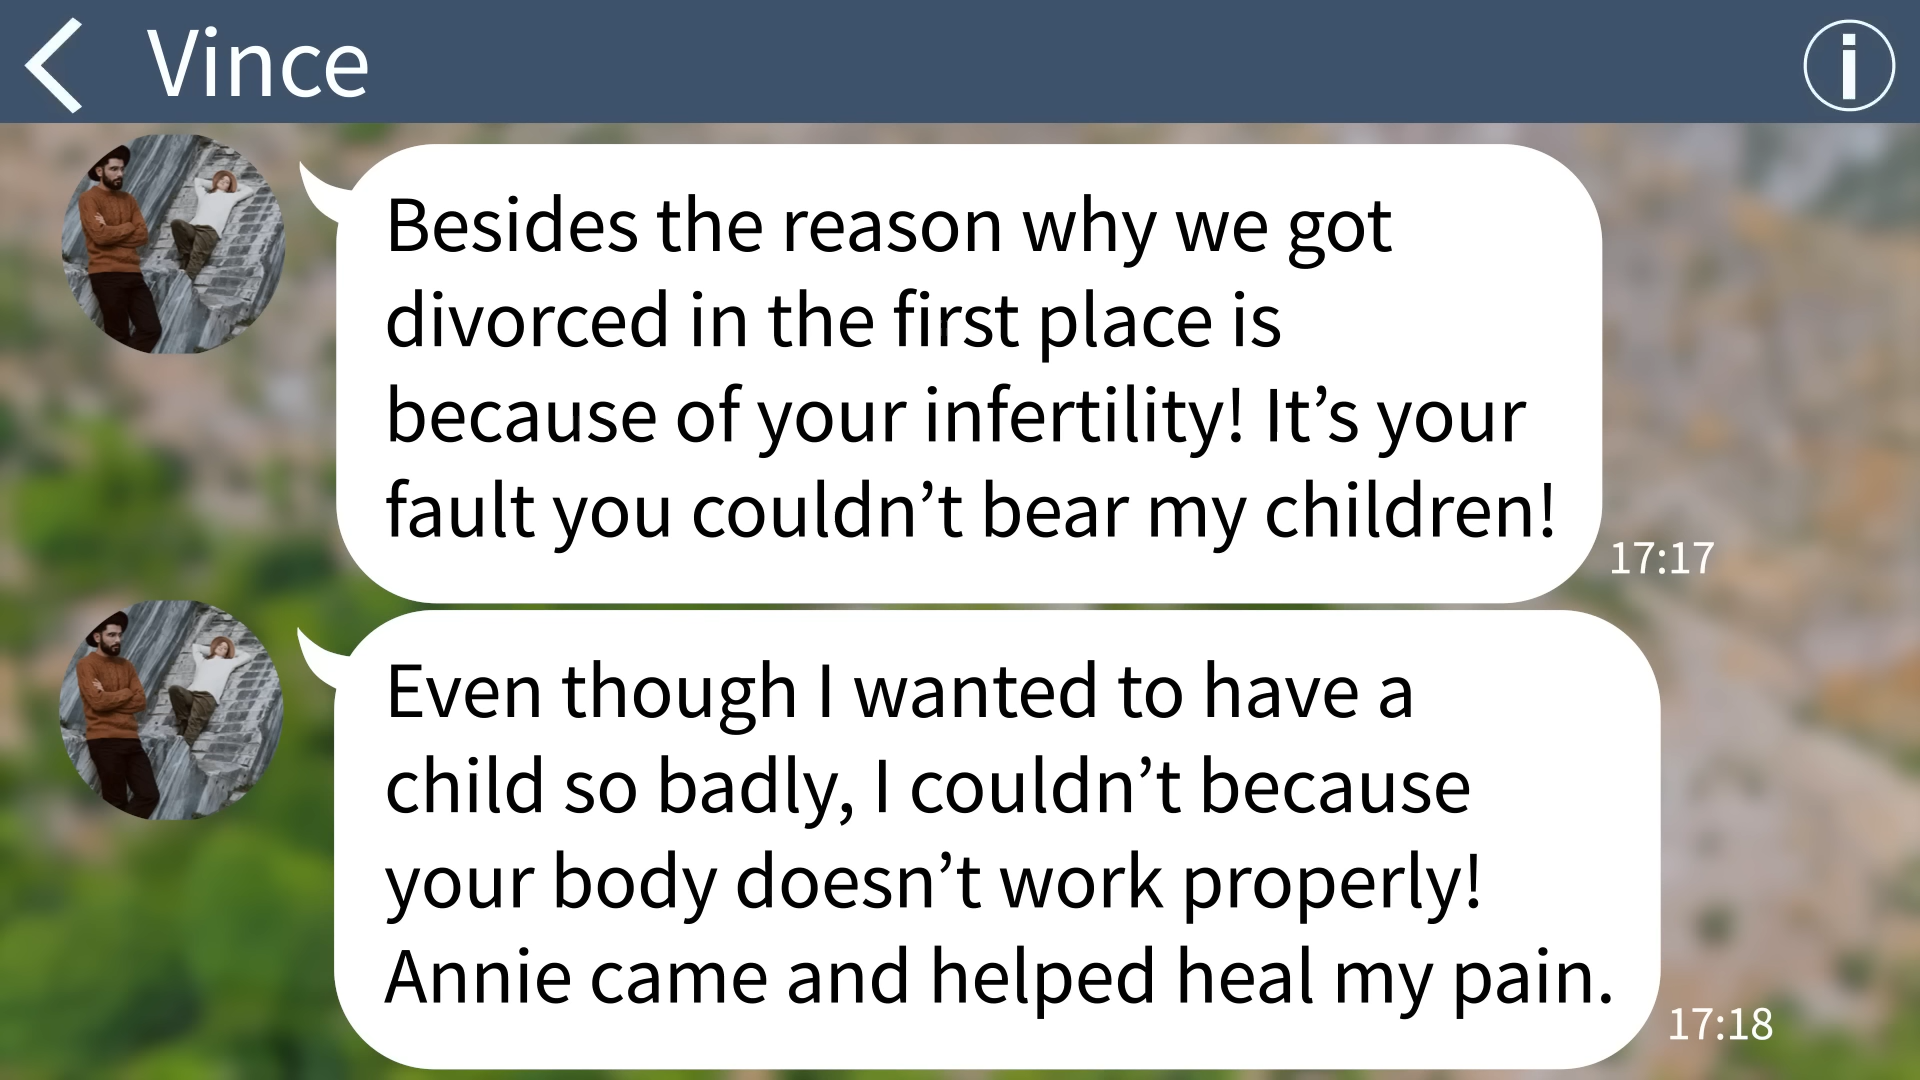 Vince
Besides the reason why we got
divorced in the first place is
because of your infertility! It’s your
fault you couldn’t bear my children!
17:17
Even though I wanted to have a
child so badly, I couldn’t because
your body doesn’t work properly!
Annie came and helped heal my pain.
17:18